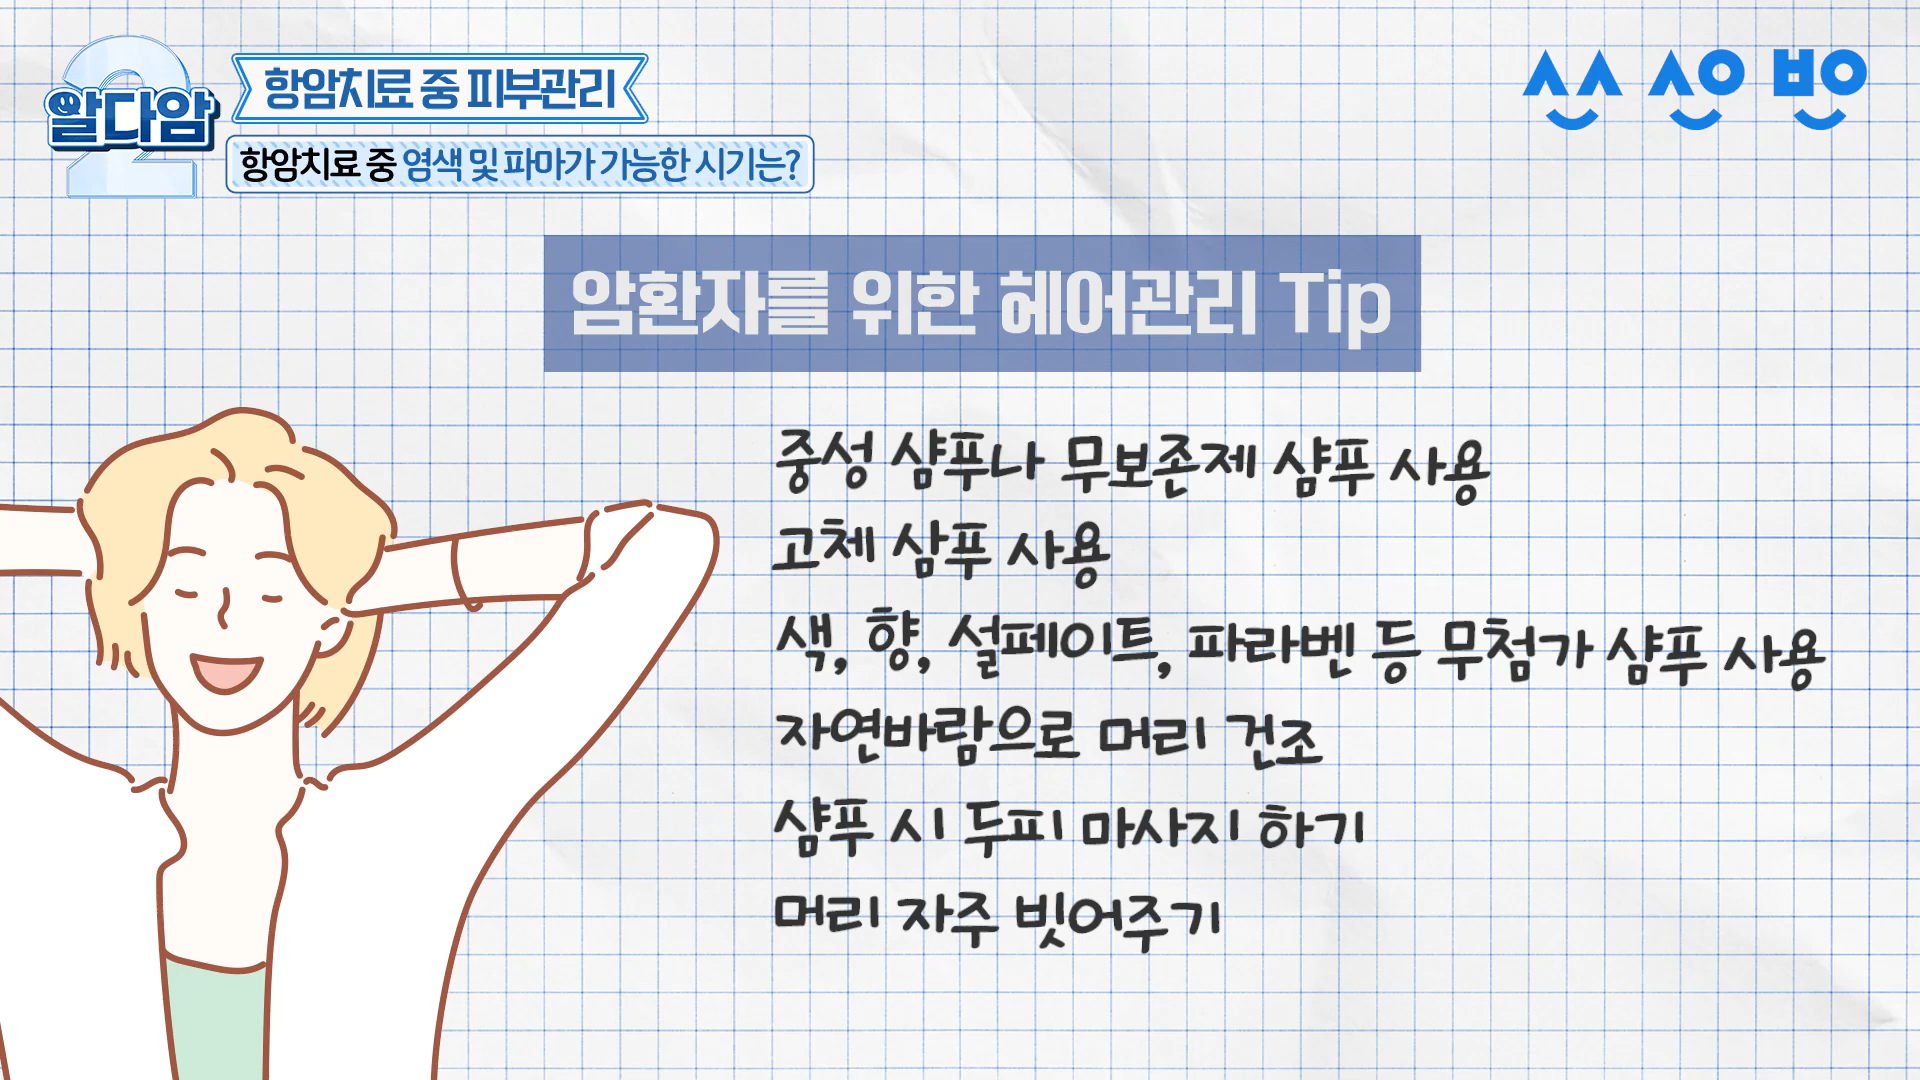 2
알다암
항암치료 중 피부관리
항암치료 중 염색 및 파마가 가능한 시기는?
쓰성병
암환자를 위한 헤어관리 Tip
중성 샴푸나 무보존제 샴푸 사용
고체 샴푸 사용
색, 향, 설페이트, 파라벤 등 무첨가 샴푸 사용
자연바람으로 머리 건조
샴푸 시 두피 마사지 하기
머리 자주 빗어주기